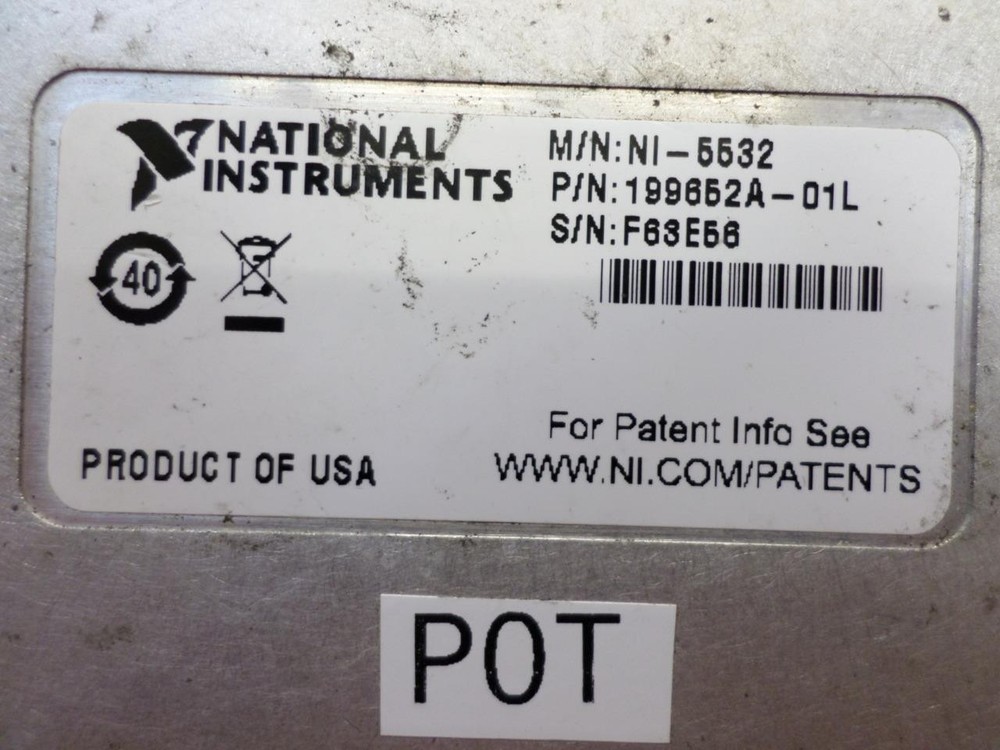 NATIONAL
INSTRUMENTS
M/N: NI-5532
P/N: 199652A-01L
S/N: F63E56
40
For Patent Info See
WWW.NI.COM/PATENTS
PRODUCT OF USA
POT